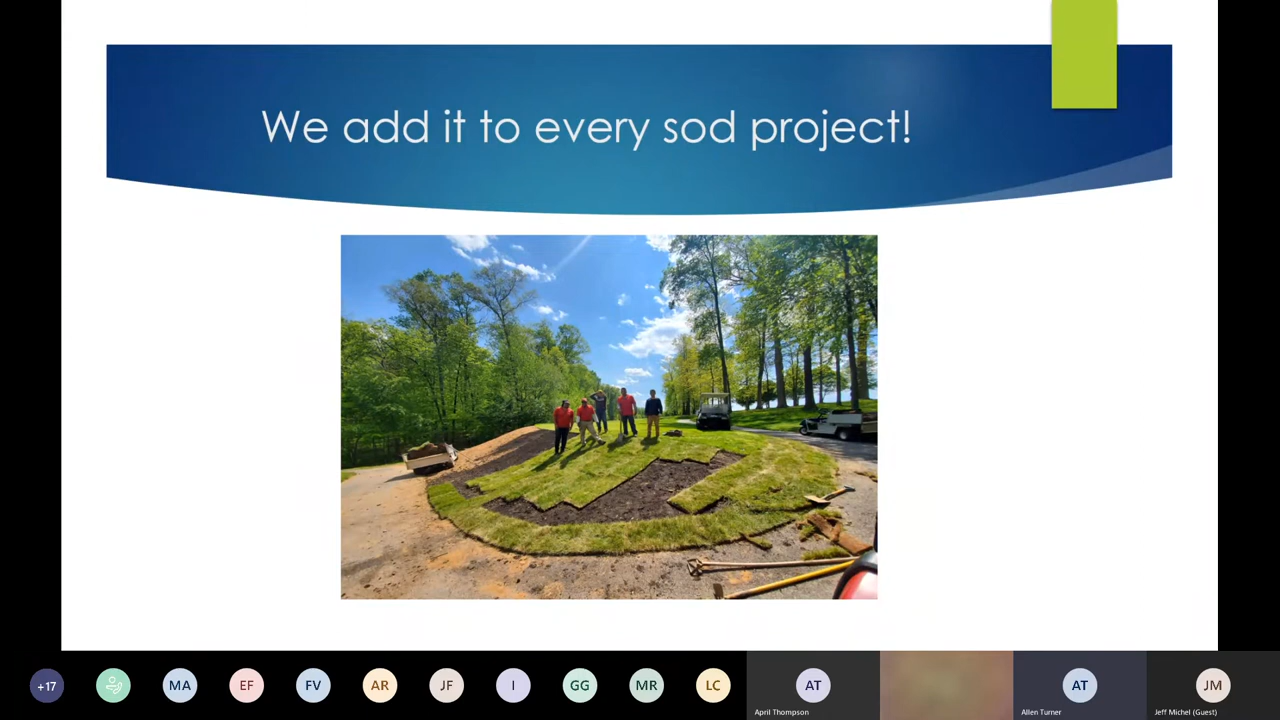 We add it to every sod project!
+17
MA
EF
FV
AR
JF
I
GG
MR
LC
AT
April Thompson
AT
Allen Turner
JM
Jeff Michel (Guest)